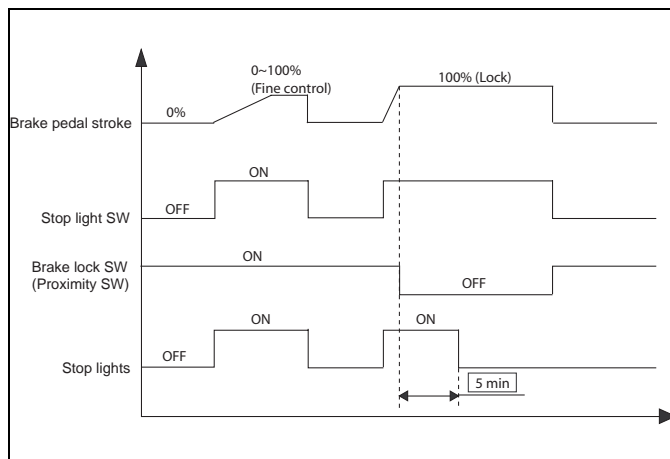 0~100%
(Fine control)
100% (Lock)
0%
Brake pedal stroke
ON
OFF
Stop light SW
ON
Brake lock SW
(Proximity SW)
OFF
ON
ON
OFF
Stop lights
5 min